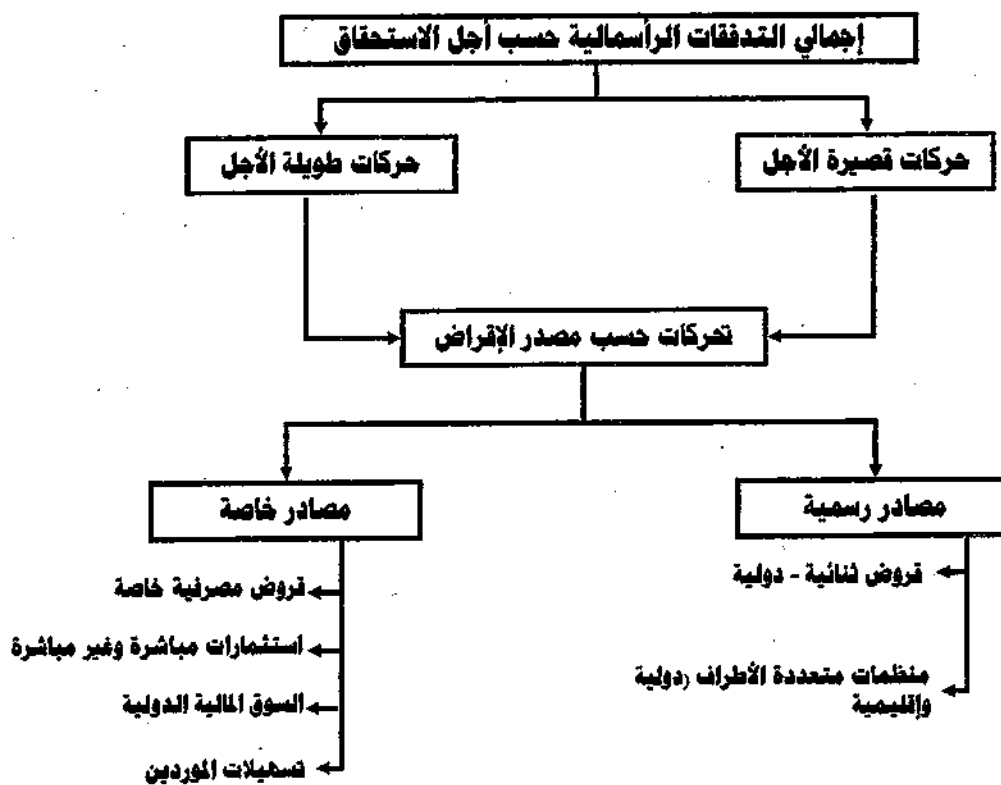 إجمالي التدفقات الرأسمالية حسب أجل الاستحقاق
حركات قصيرة الأجل
حركات طويلة الأجل
تحركات حسب مصدر الإقراض
مصادر رسمية
قروض ثنائية - دولية
منظمات متعددة الأطراف (دولية
وإقليمية
مصادر خاصة
قروض مصرفية خاصة
استثمارات مباشرة وغير مباشرة
السوق المالية الدولية
تسهيلات الموردين